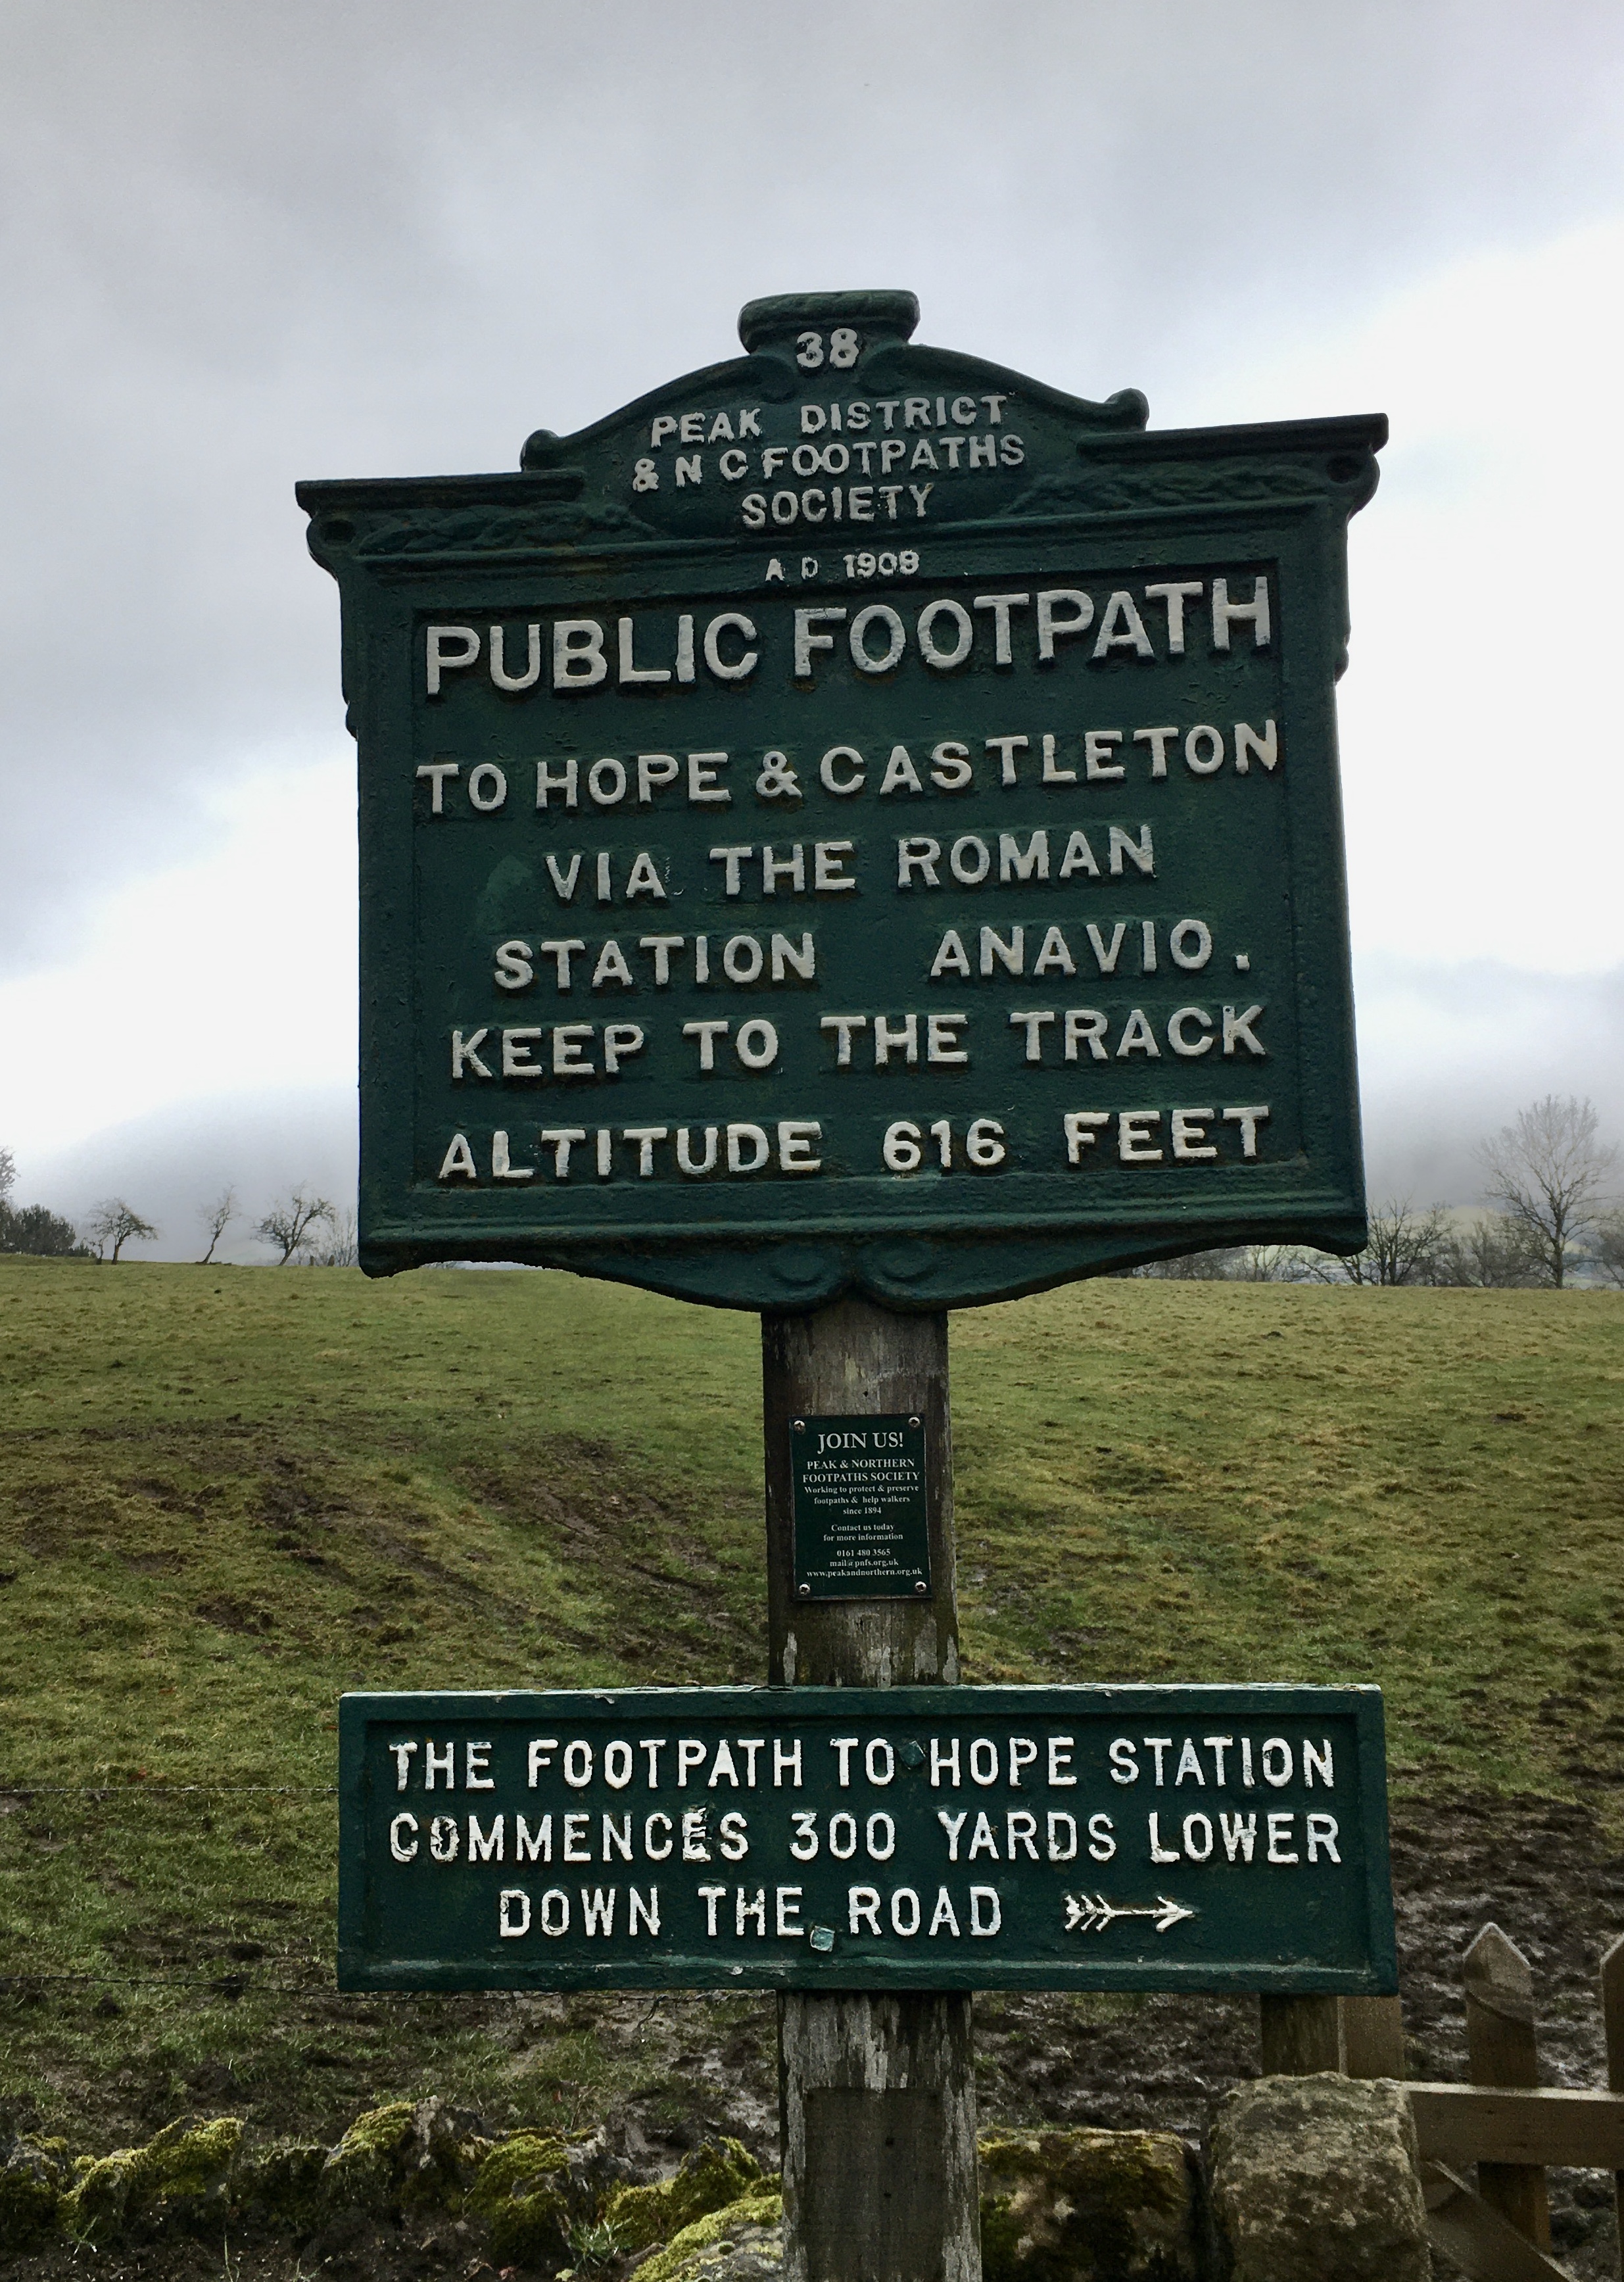 38
PEAK DISTRICT
& N C FOOTPATHS
SOCIETY
A D 1908
PUBLIC FOOTPATH
TO HOPE & CASTLETON
VIA THE ROMAN
STATION ANAVIO.
KEEP TO THE TRACK
ALTITUDE 616 FEET
JOIN US!
PEAK & NORTHERN
FOOTPATHS SOCIETY
Working to protect & preserve
footpaths & help walkers
since 1894
Contact us today
for more information
0161 480 3565
mail@pnfs.org.uk
www.peakandnorthern.org.uk
THE FOOTPATH TO HOPE STATION
COMMENCES 300 YARDS LOWER
DOWN THE ROAD